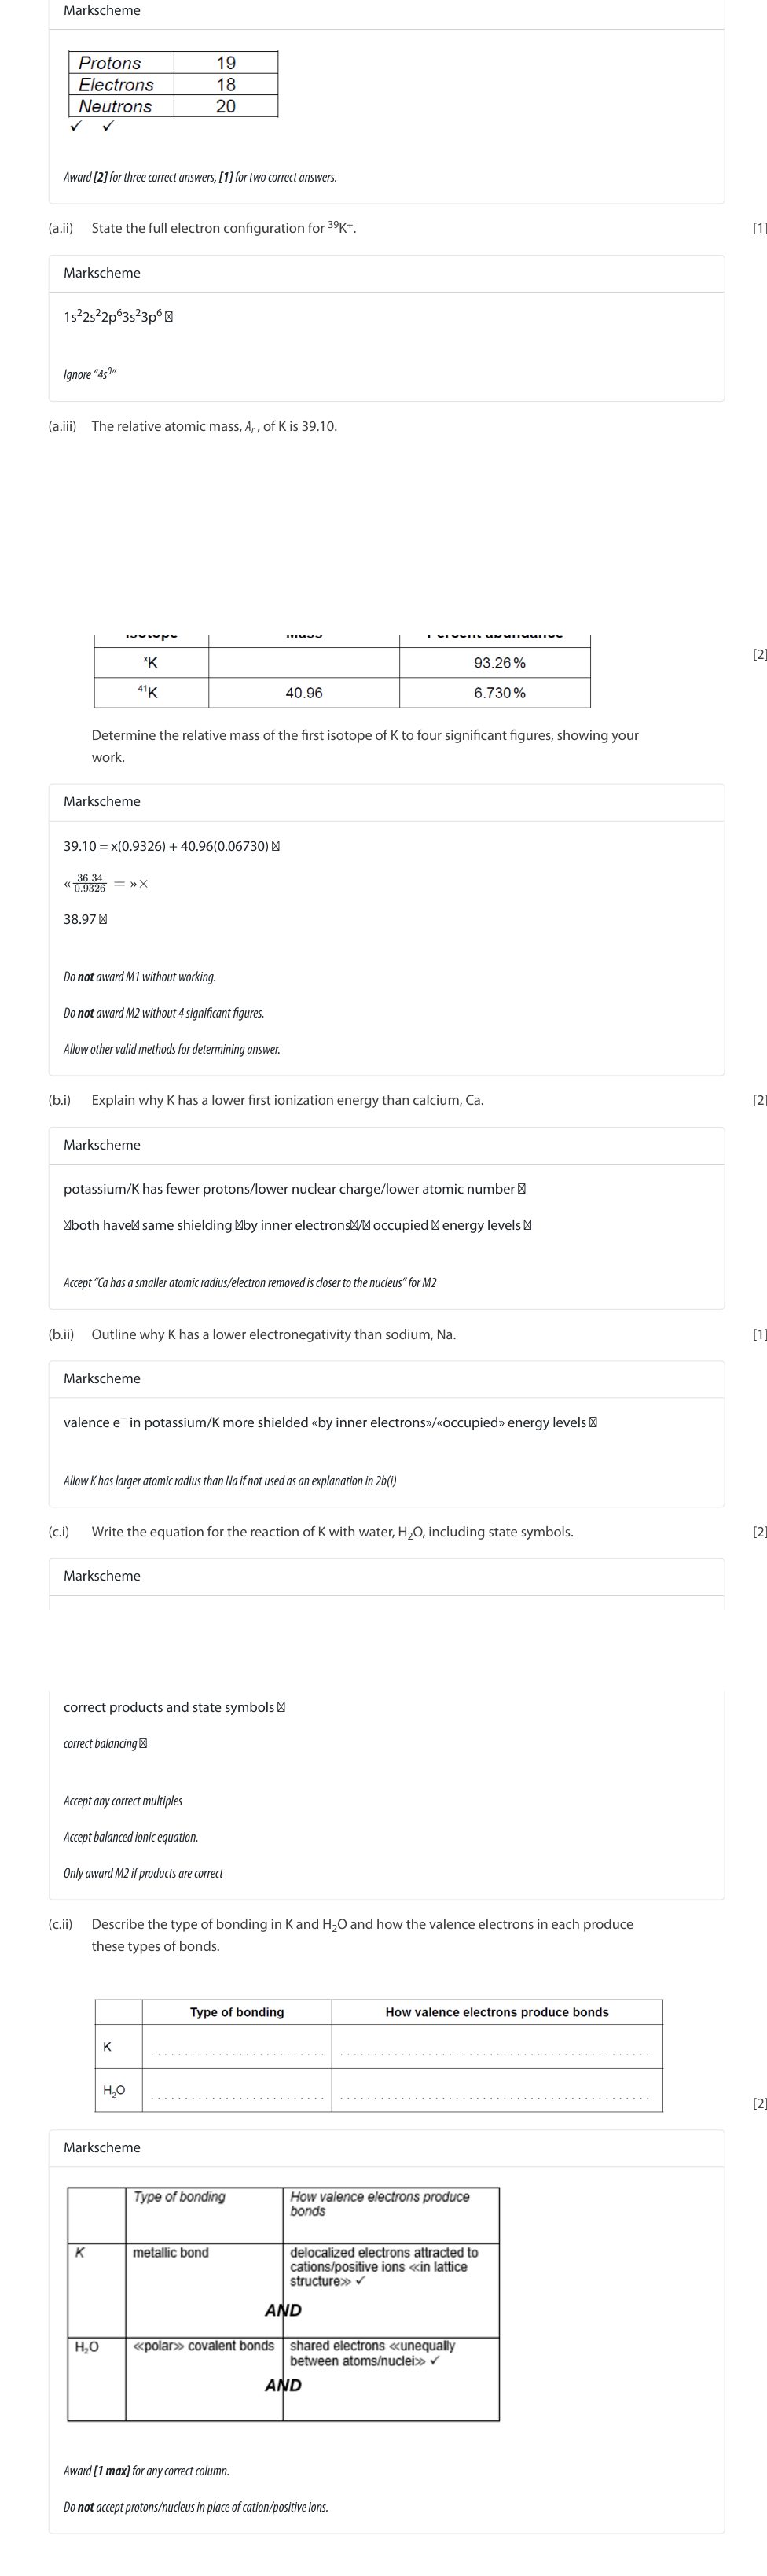 Markscheme
Protons 19
Electrons 18
Neutrons 20
✓ ✓
Award [2] for three correct answers, [1] for two correct answers.
(a.ii) State the full electron configuration for ³⁹K⁺. [1]
Markscheme
1s²2s²2p⁶3s²3p⁶
Ignore “4s⁰”
(a.iii) The relative atomic mass, Aᵣ , of K is 39.10.
Isotope Mass Percent abundance
[2]
ˣK 93.26%
⁴¹K 40.96 6.730%
Determine the relative mass of the first isotope of K to four significant figures, showing your
work.
Markscheme
39.10 = x(0.9326) + 40.96(0.06730)
« 36.34/0.9326 = »×
38.97
Do not award M1 without working.
Do not award M2 without 4 significant figures.
Allow other valid methods for determining answer.
(b.i) Explain why K has a lower first ionization energy than calcium, Ca. [2]
Markscheme
potassium/K has fewer protons/lower nuclear charge/lower atomic number
both have same shielding by inner electrons/ occupied energy levels
Accept “Ca has a smaller atomic radius/electron removed is closer to the nucleus” for M2
(b.ii) Outline why K has a lower electronegativity than sodium, Na. [1]
Markscheme
valence e⁻ in potassium/K more shielded «by inner electrons»/«occupied» energy levels
Allow K has larger atomic radius than Na if not used as an explanation in 2b(i)
(c.i) Write the equation for the reaction of K with water, H₂O, including state symbols. [2]
Markscheme
correct products and state symbols
correct balancing
Accept any correct multiples
Accept balanced ionic equation.
Only award M2 if products are correct
(c.ii) Describe the type of bonding in K and H₂O and how the valence electrons in each produce
these types of bonds.
Type of bonding How valence electrons produce bonds
K ........................... ................................................
H₂O ........................... ................................................
[2]
Markscheme
Type of bonding How valence electrons produce
bonds
K metallic bond delocalized electrons attracted to
cations/positive ions «in lattice
structure» ✓
AND
H₂O «polar» covalent bonds shared electrons «unequally
between atoms/nuclei» ✓
AND
Award [1 max] for any correct column.
Do not accept protons/nucleus in place of cation/positive ions.